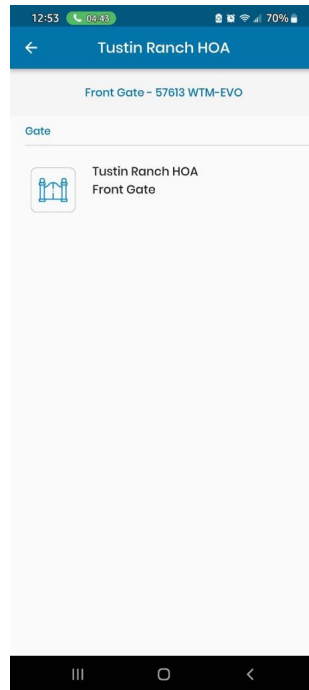 12:53 04:43 70%
Tustin Ranch HOA
Front Gate - 57613 WTM-EVO
Gate
Tustin Ranch HOA
Front Gate